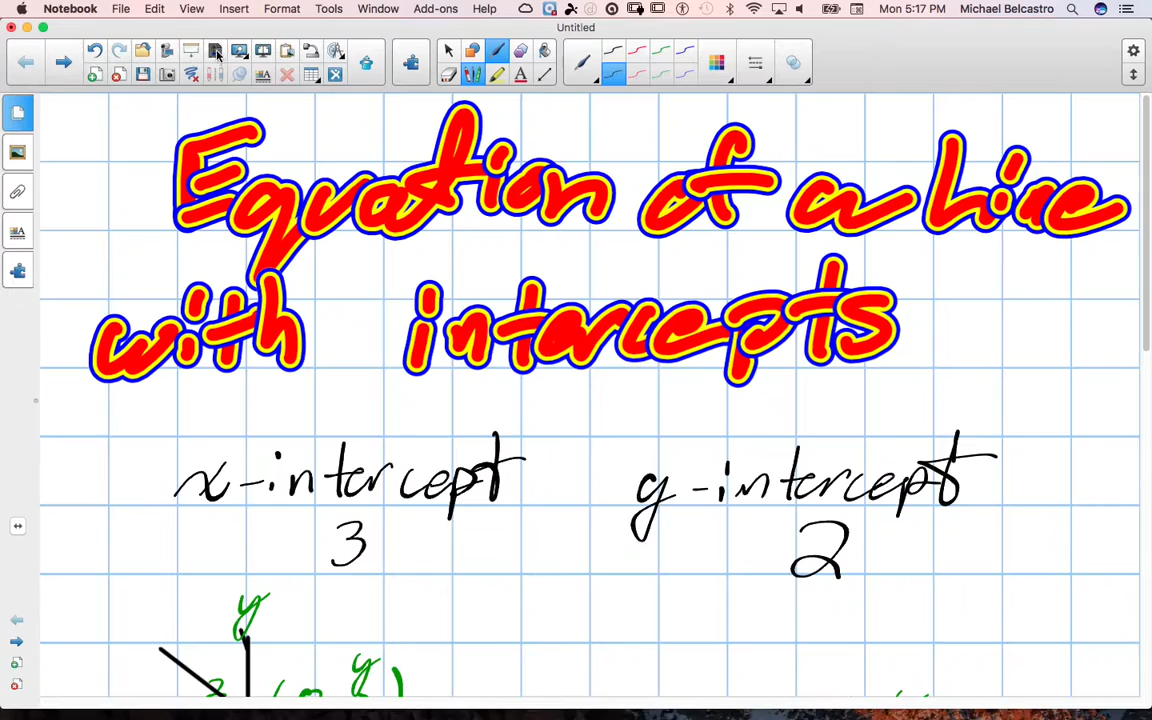 Notebook File Edit View Insert Format Tools Window Add-ons Help Mon 5:17 PM Michael Belcastro
Untitled
Equation of a line
with intercepts
x-intercept y-intercept
3 2
y
y